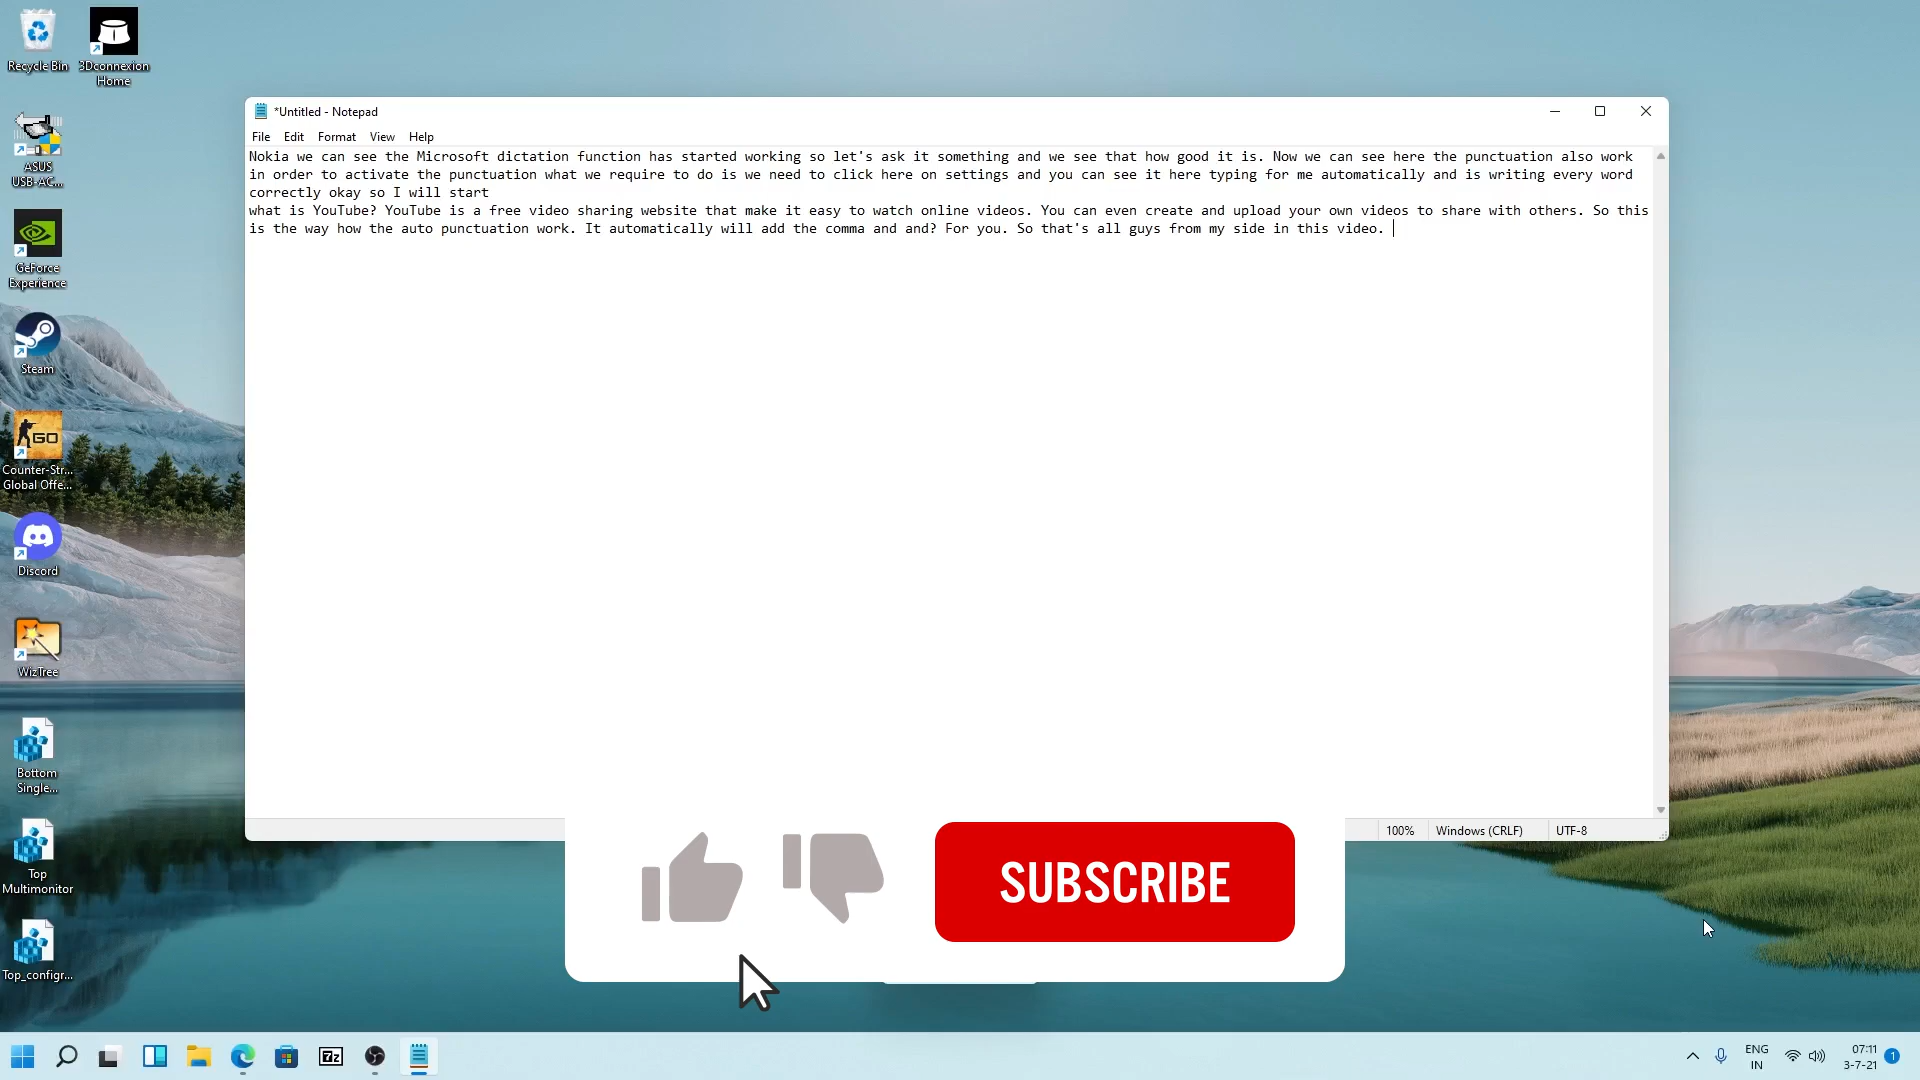 Recycle Bin
3Dconnexion
Home
ASUS
USB-AC...
GeForce
Experience
Steam
GO
Counter-Str...
Global Offe...
Discord
WizTree
Bottom
Single...
Top
Multimonitor
Top_configr...
*Untitled - Notepad
File Edit Format View Help
Nokia we can see the Microsoft dictation function has started working so let's ask it something and we see that how good it is. Now we can see here the punctuation also work
in order to activate the punctuation what we require to do is we need to click here on settings and you can see it here typing for me automatically and is writing every word
correctly okay so I will start
what is YouTube? YouTube is a free video sharing website that make it easy to watch online videos. You can even create and upload your own videos to share with others. So this
is the way how the auto punctuation work. It automatically will add the comma and and? For you. So that's all guys from my side in this video.
100% Windows (CRLF) UTF-8
SUBSCRIBE
7z
ENG
IN
07:11
3-7-21
1